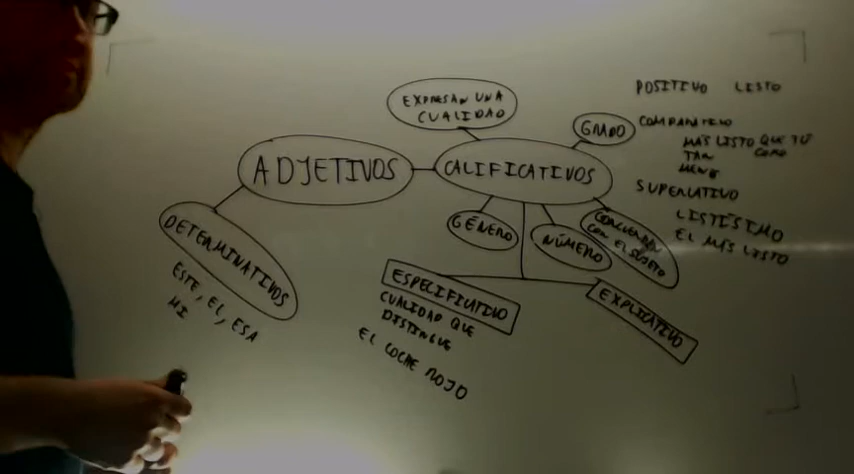 EXPRESAN UNA
CUALIDAD
POSITIVO LISTO
GRADO
COMPARATIVO
MÁS LISTO QUE TÚ
TAN COMO
MENO
ADJETIVOS
CALIFICATIVOS
SUPERLATIVO
LISTÍSIMO
EL MÁS LISTO
DETERMINATIVOS
ESTE, EL, ESA
MI
GÉNERO
NÚMERO
CON EL SUJETO
ESPECIFICATIVO
CUALIDAD QUE
DISTINGUE
EL COCHE ROJO
EXPLICATIVO